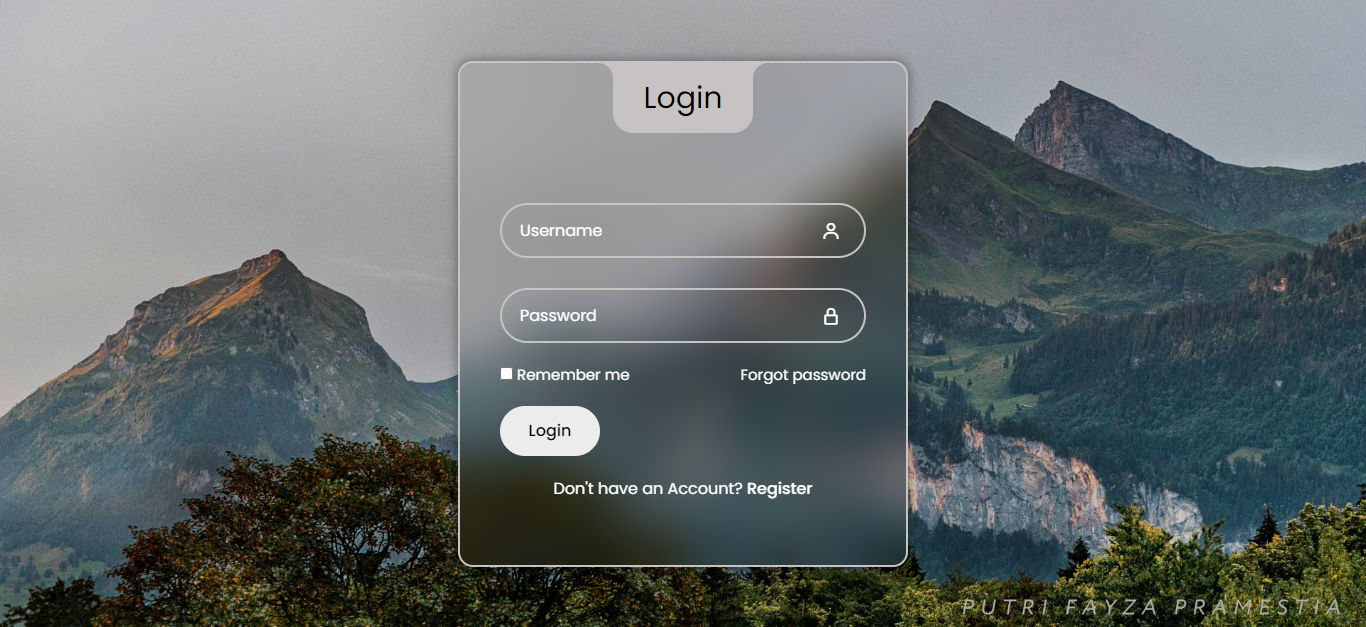 Login
Username
Password
Remember me Forgot password
Login
Don't have an Account? Register
PUTRI FAYZA PRAMESTIA